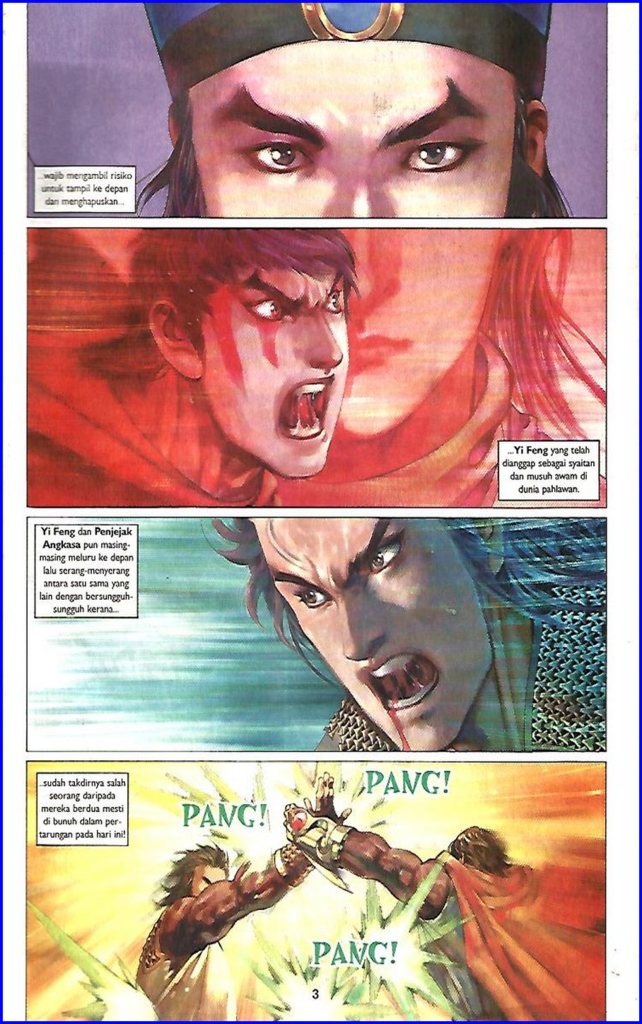 ...wajib mengambil risiko
untuk tampil ke depan
dan menghapuskan...
...Yi Feng yang telah
dianggap sebagai syaitan
dan musuh awam di
dunia pahlawan.
Yi Feng dan Penjejak
Angkasa pun masing-
masing meluru ke depan
lalu serang-menyerang
antara satu sama yang
lain dengan bersungguh-
sungguh kerana...
...sudah takdirnya salah
seorang daripada
mereka berdua mesti
di bunuh dalam per-
tarungan pada hari ini!
PANG!
PANG!
PANG!
3